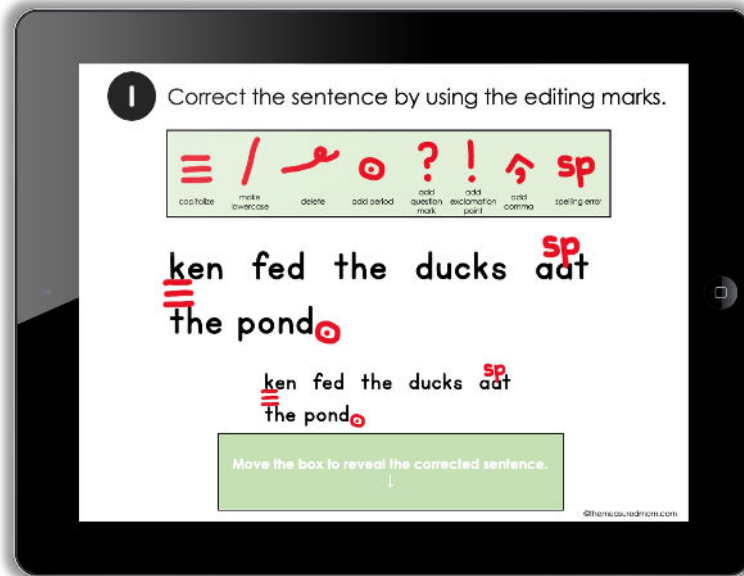 1 Correct the sentence by using the editing marks.
? ! sp
capitalize make lowercase delete add period add question mark add exclamation point add comma spelling error
sp
ken fed the ducks aat
the pond
sp
ken fed the ducks aat
the pond
Move the box to reveal the corrected sentence.
↓
©themeasuredmom.com